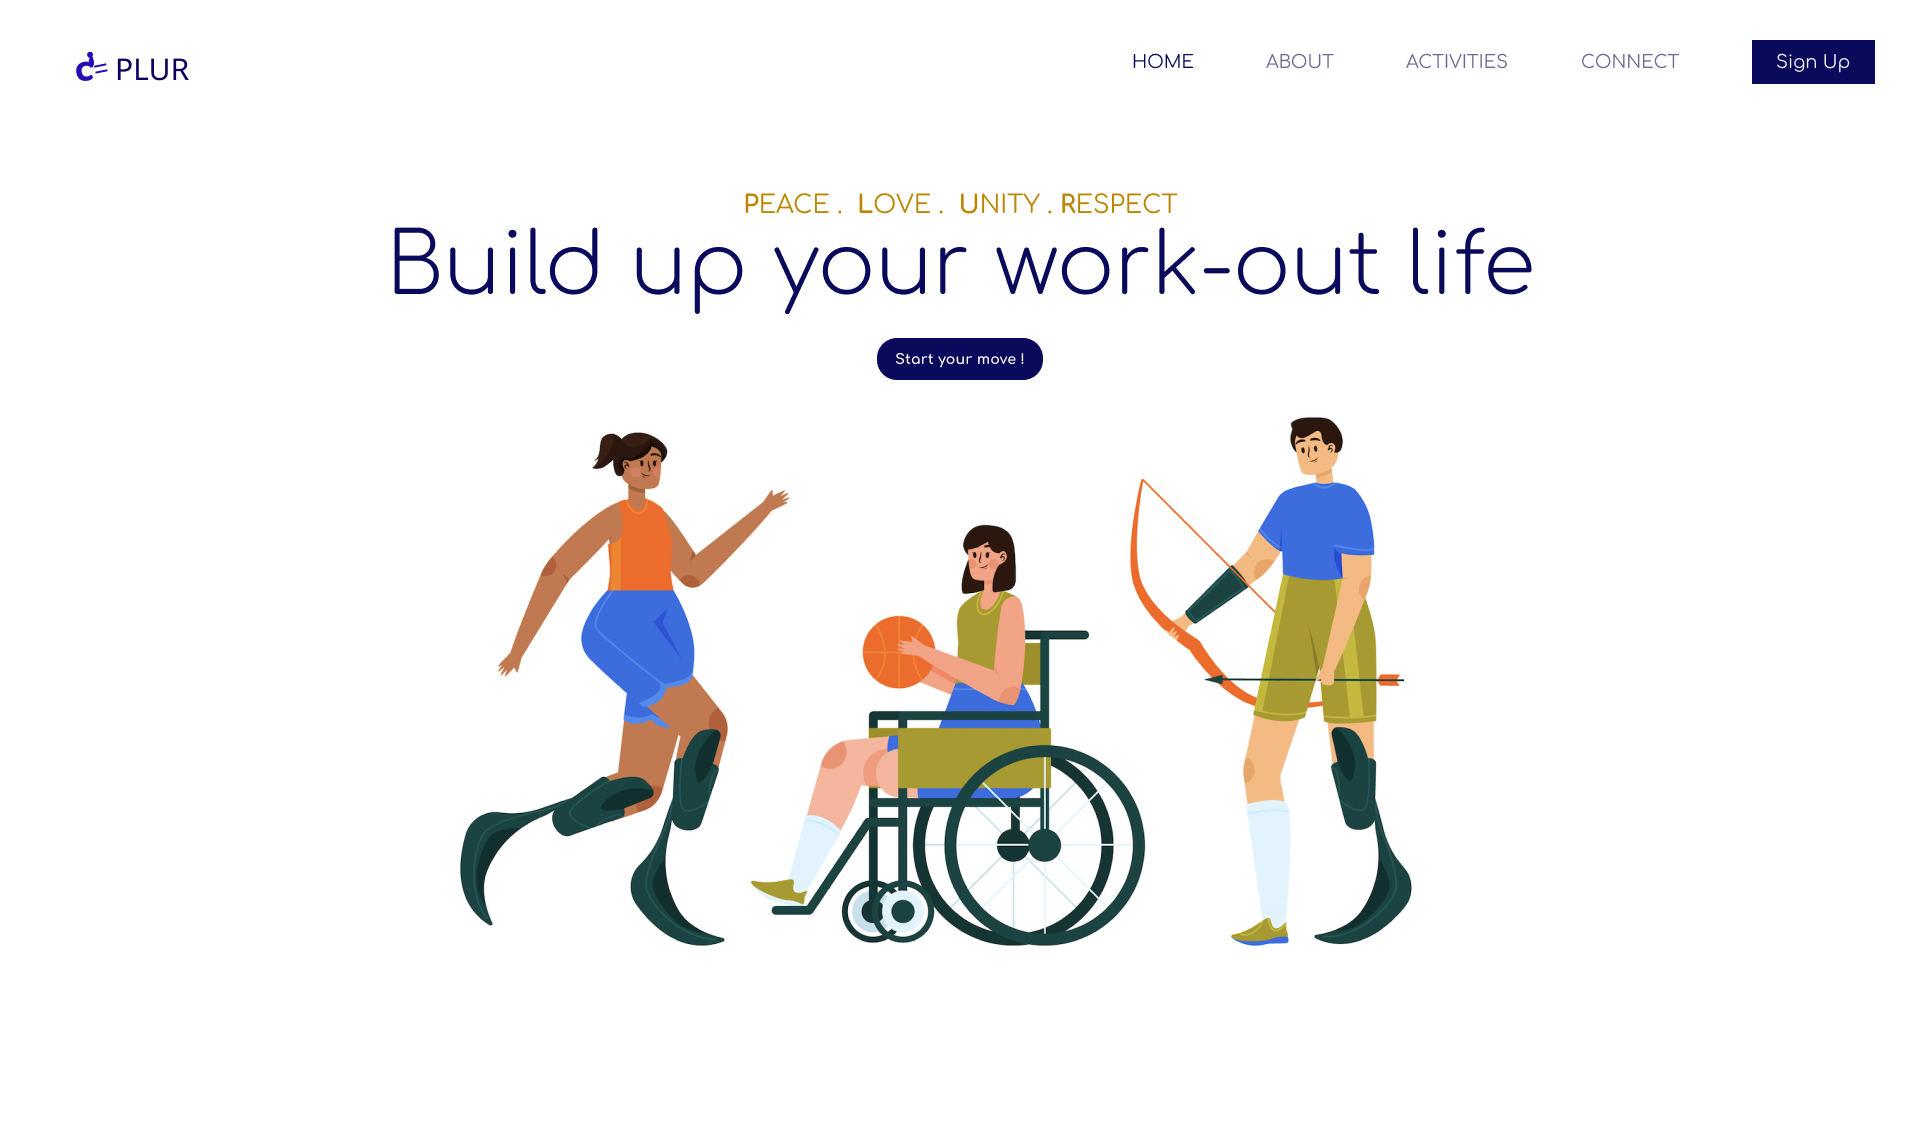 PLUR
HOME ABOUT ACTIVITIES CONNECT Sign Up
PEACE . LOVE . UNITY . RESPECT
Build up your work-out life
Start your move !